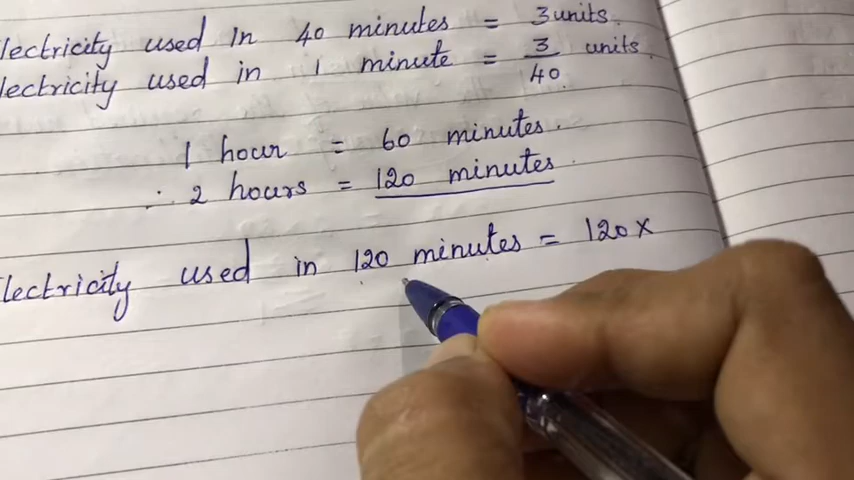 lectricity used in 40 minutes = 3 units.
lectricity used in 1 minute = 3/40 units.
1 hour = 60 minutes.
∴ 2 hours = 120 minutes.
lectricity used in 120 minutes = 120 x